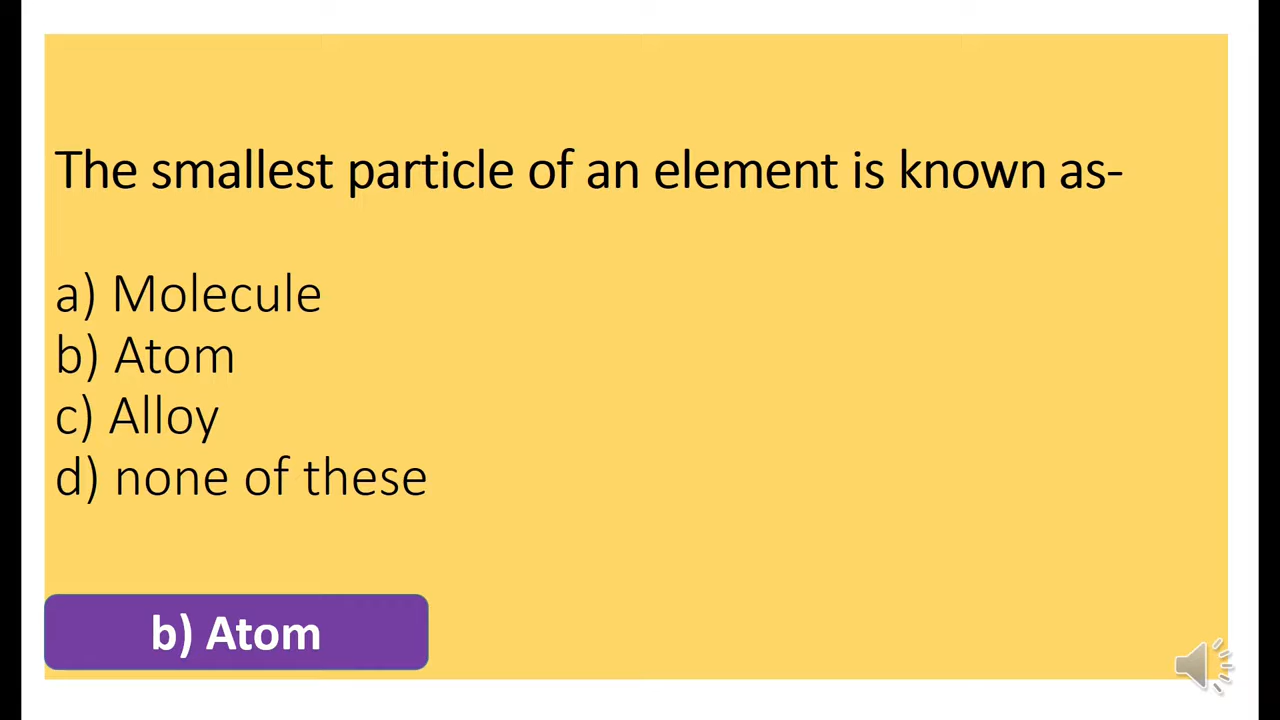 The smallest particle of an element is known as-
a) Molecule
b) Atom
c) Alloy
d) none of these
b) Atom